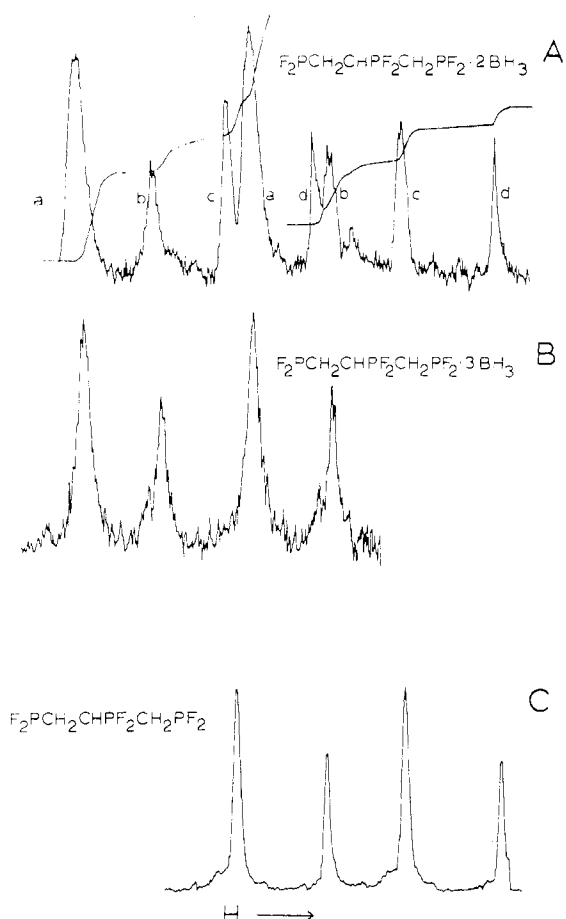 A
F₂PCH₂CHPF₂CH₂PF₂·2BH₃
a
b
c
a
d
b
c
d
B
F₂PCH₂CHPF₂CH₂PF₂·3BH₃
C
F₂PCH₂CHPF₂CH₂PF₂
H →